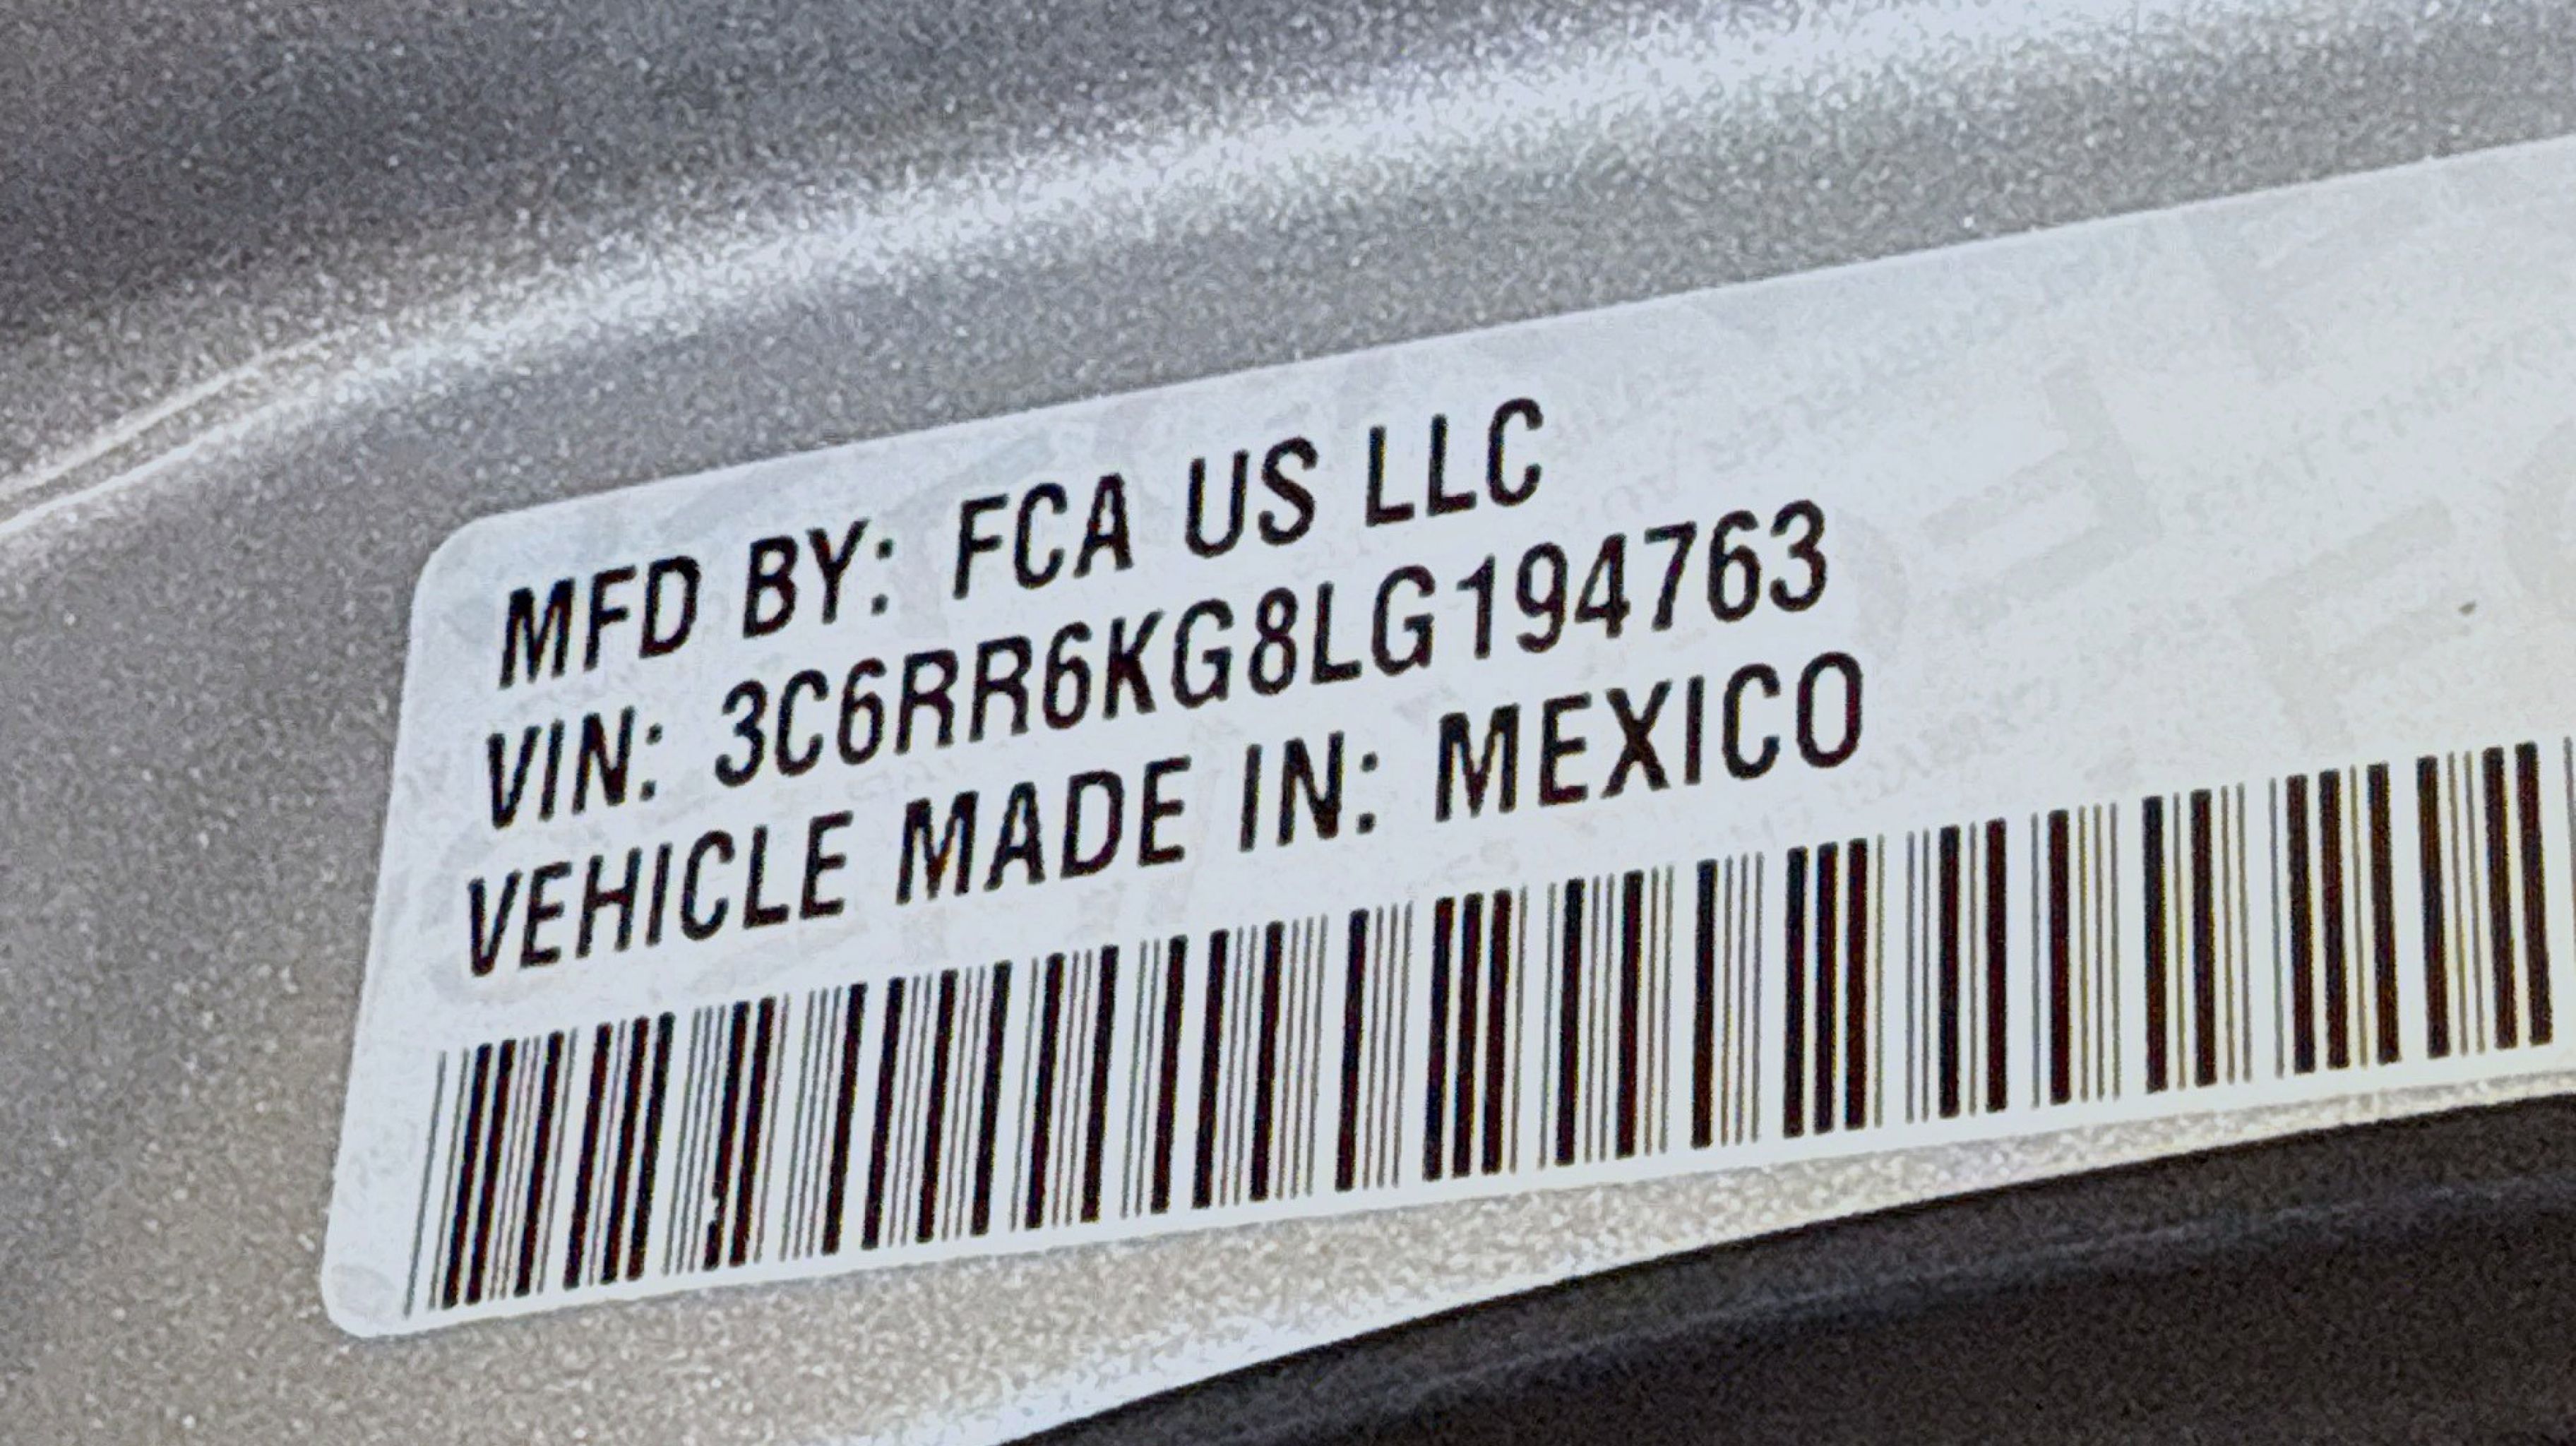 MFD BY: FCA US LLC
VIN: 3C6RR6KG8LG194763
VEHICLE MADE IN: MEXICO